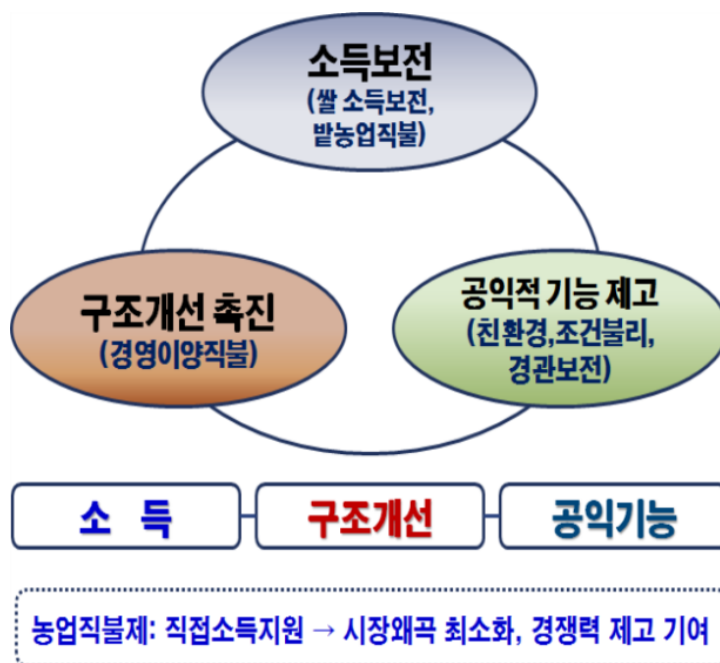 소득보전
(쌀 소득보전,
밭농업직불)
구조개선 촉진
(경영이양직불)
공익적 기능 제고
(친환경,조건불리,
경관보전)
소 득
구조개선
공익기능
농업직불제: 직접소득지원 → 시장왜곡 최소화, 경쟁력 제고 기여